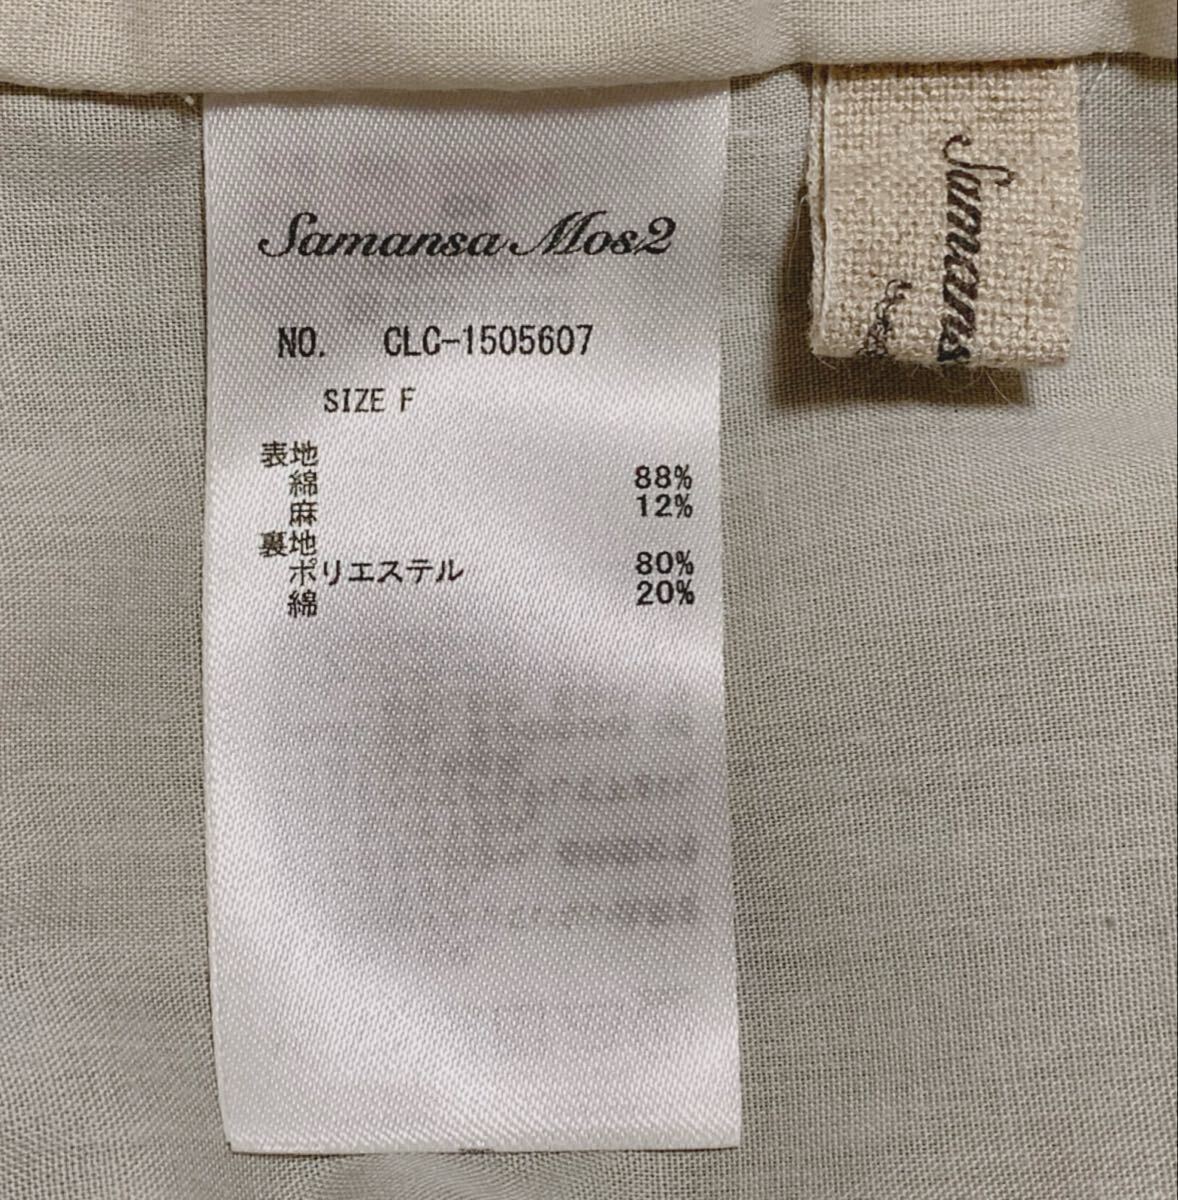 Samansa Mos2
NO. CLC-1505607
SIZE F
表地
綿 88%
麻 12%
裏地
ポリエステル 80%
綿 20%
Samans